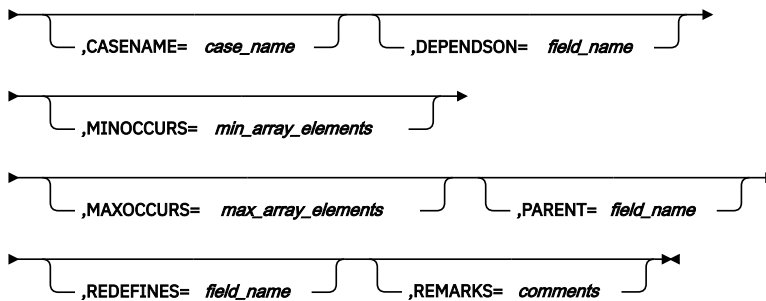 ,CASENAME= case_name ,DEPENDSON= field_name
,MINOCCURS= min_array_elements
,MAXOCCURS= max_array_elements ,PARENT= field_name
,REDEFINES= field_name ,REMARKS= comments